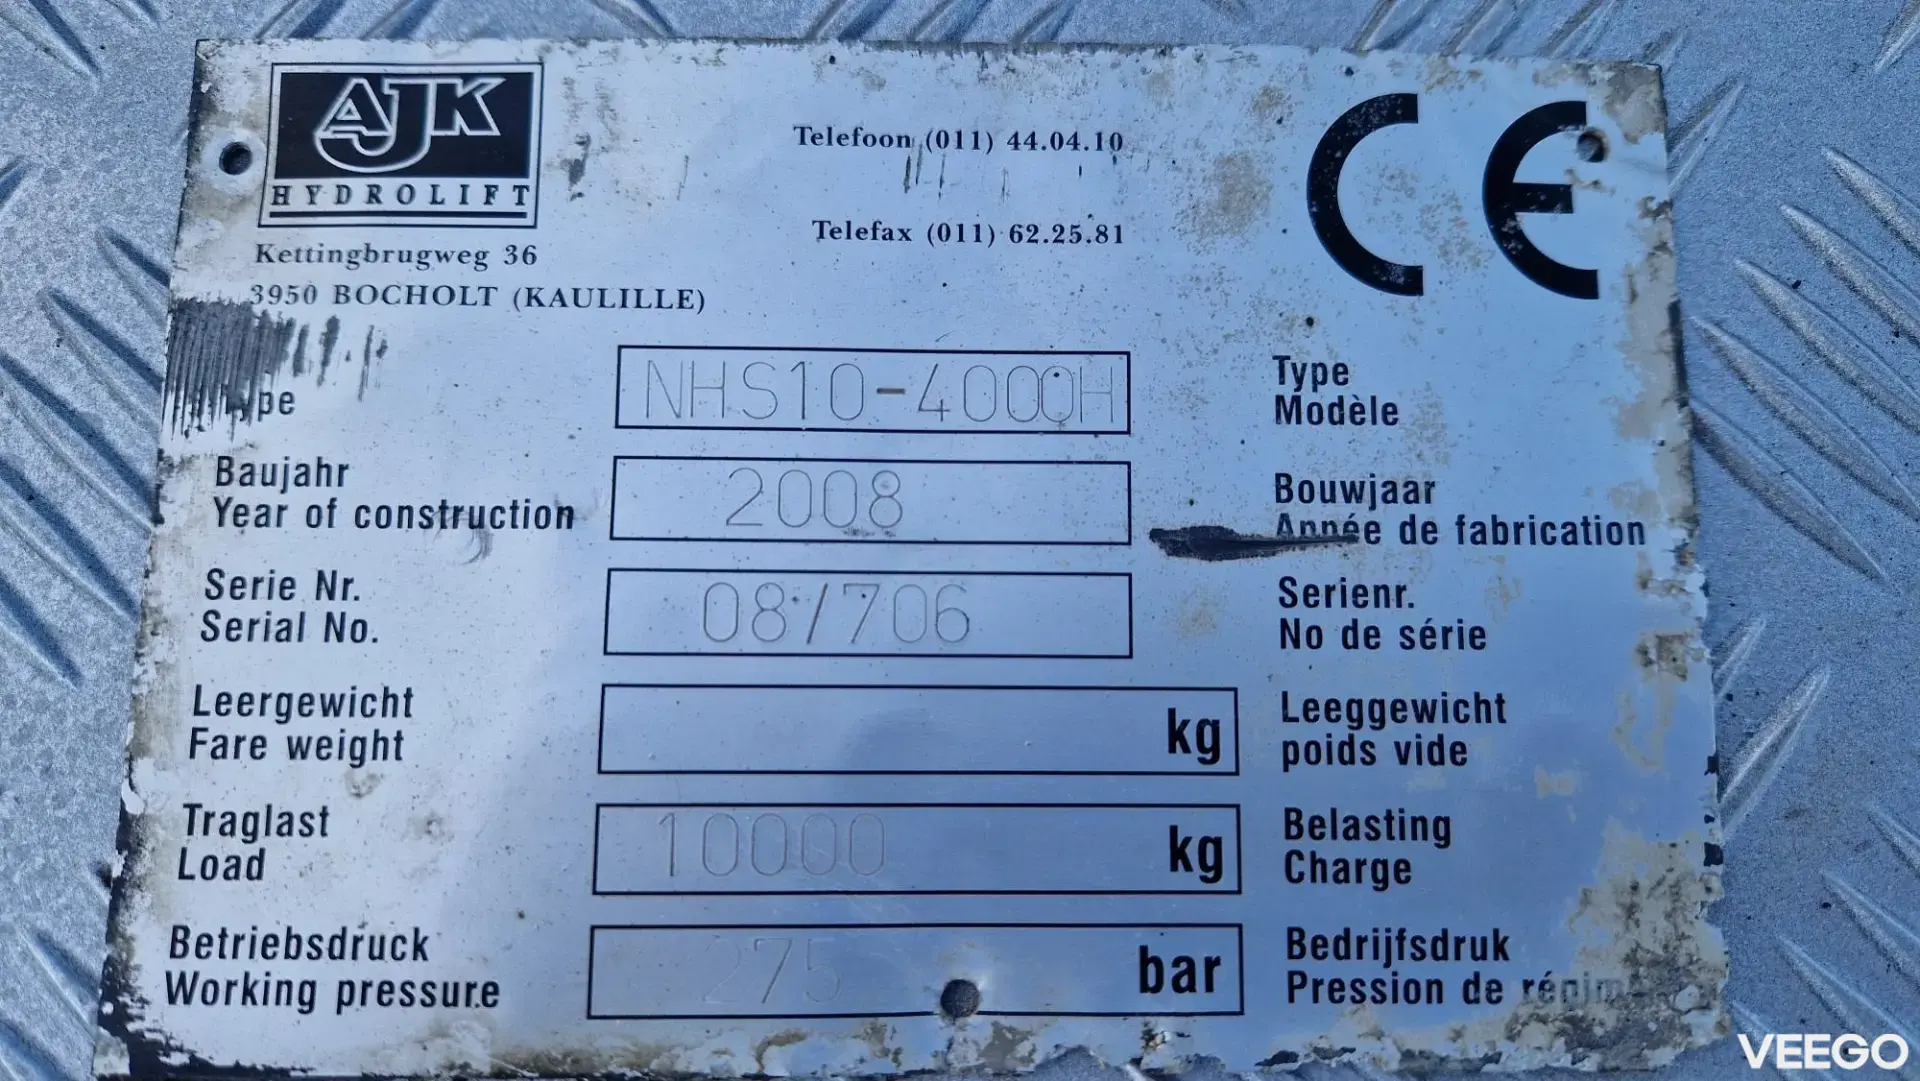 AJK
HYDROLIFT
Kettingbrugweg 36
3950 BOCHOLT (KAULILLE)
Telefoon (011) 44.04.10
Telefax (011) 62.25.81
CE
NHS10-4000H
Type
Modèle
Baujahr
Year of construction
2008
Bouwjaar
Année de fabrication
Serie Nr.
Serial No.
08/706
Serienr.
No de série
Leergewicht
Fare weight
kg
Leeggewicht
poids vide
Traglast
Load
10000 kg
Belasting
Charge
Betriebsdruck
Working pressure
275 bar
Bedrijfsdruk
Pression de
VEEGO